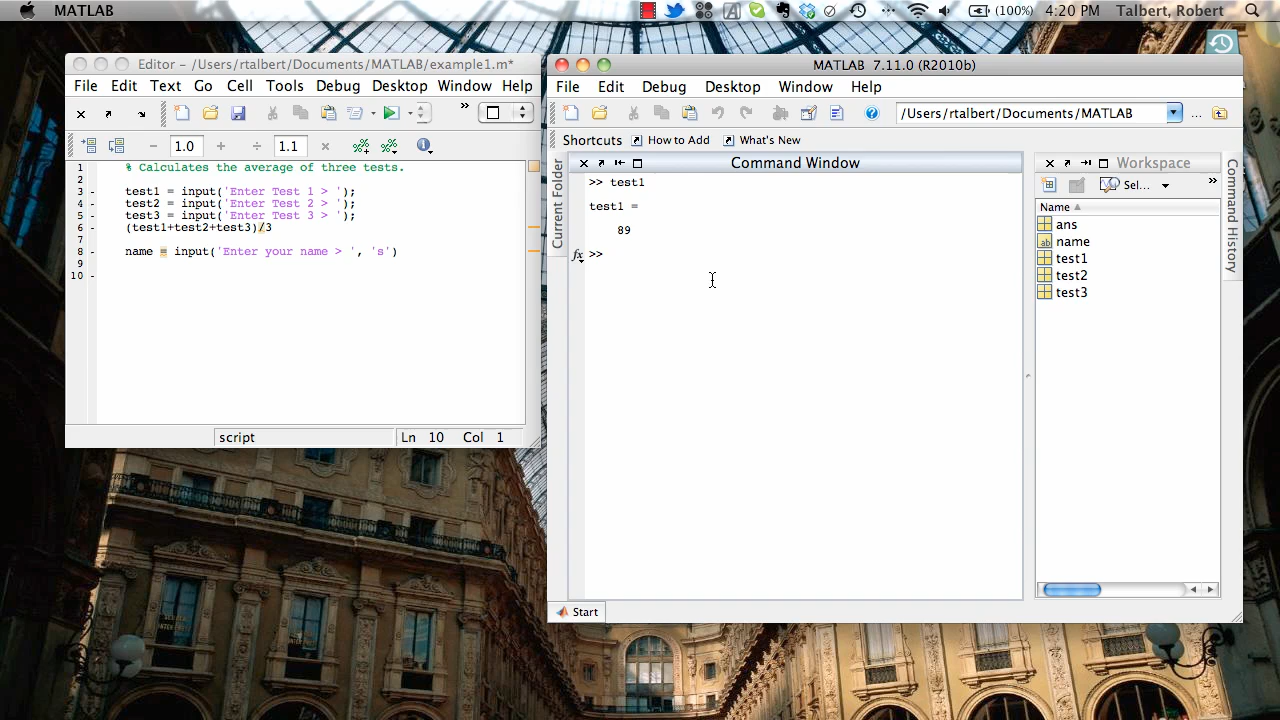 MATLAB
(100%) 4:20 PM Talbert, Robert
Editor – /Users/rtalbert/Documents/MATLAB/example1.m*
File Edit Text Go Cell Tools Debug Desktop Window Help
»
1.0
1.1
1 % Calculates the average of three tests.
2
3 - test1 = input('Enter Test 1 > ');
4 - test2 = input('Enter Test 2 > ');
5 - test3 = input('Enter Test 3 > ');
6 - (test1+test2+test3)/3
7
8 - name = input('Enter your name > ', 's')
9
10 -
script
Ln 10 Col 1
MATLAB 7.11.0 (R2010b)
File Edit Debug Desktop Window Help
/Users/rtalbert/Documents/MATLAB
...
Shortcuts How to Add What's New
Current Folder
Command Window
>> test1
test1 =
89
fx >>
Workspace
Sel... »
Name
ans
name
test1
test2
test3
Command History
Start